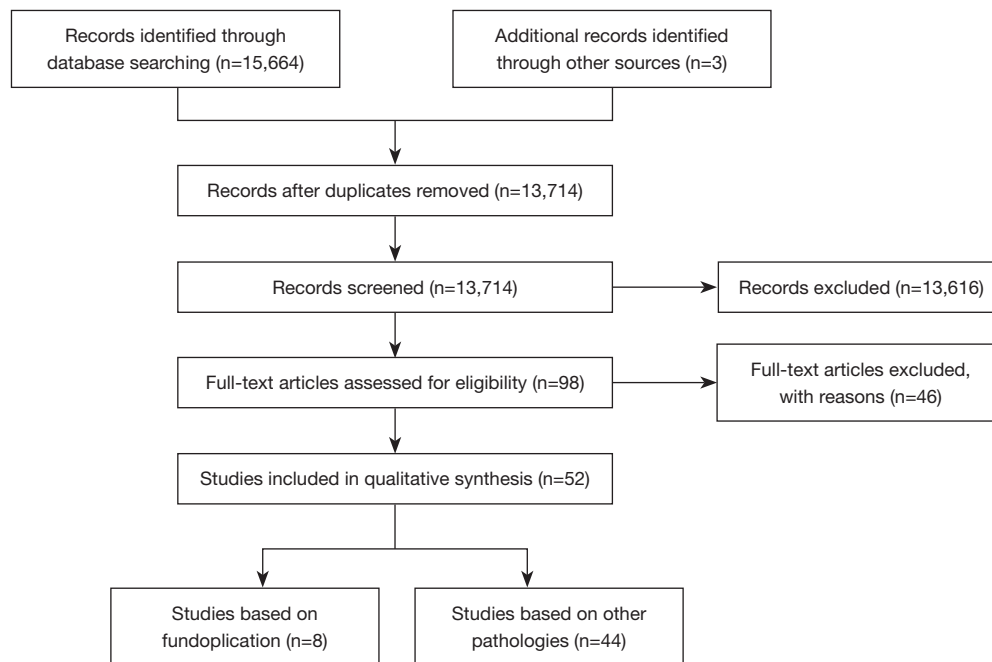 Records identified through
database searching (n=15,664)
Additional records identified
through other sources (n=3)
Records after duplicates removed (n=13,714)
Records screened (n=13,714)
Records excluded (n=13,616)
Full-text articles assessed for eligibility (n=98)
Full-text articles excluded,
with reasons (n=46)
Studies included in qualitative synthesis (n=52)
Studies based on
fundoplication (n=8)
Studies based on other
pathologies (n=44)